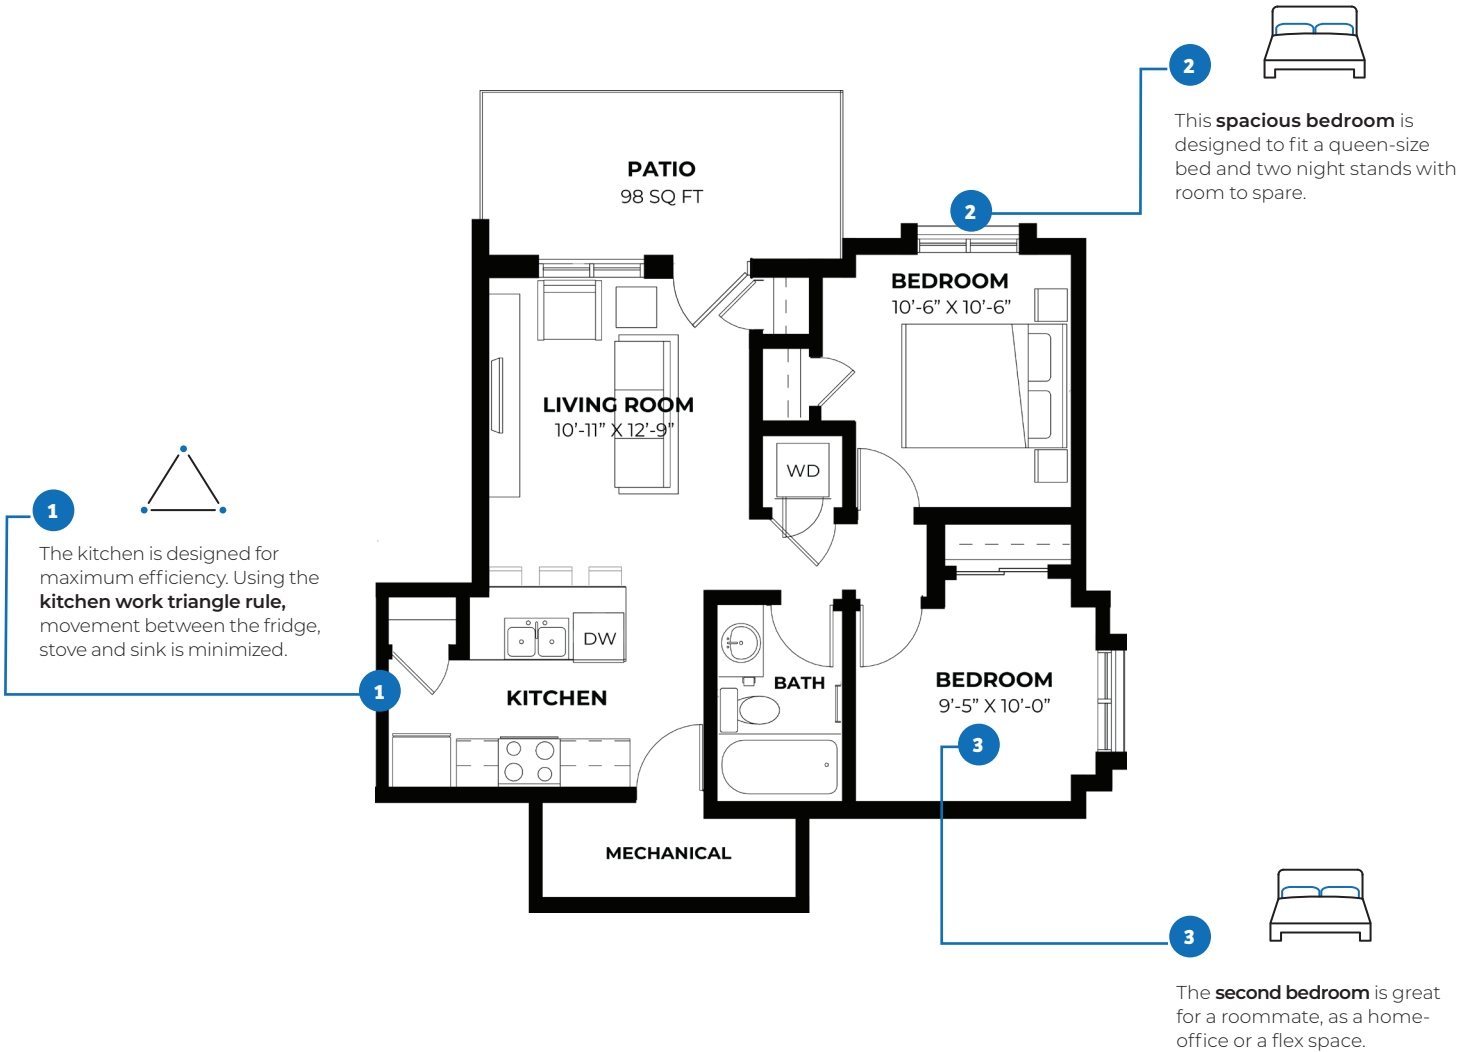 2
This spacious bedroom is
designed to fit a queen-size
bed and two night stands with
room to spare.
PATIO
98 SQ FT
2
BEDROOM
10’-6” X 10’-6”
LIVING ROOM
10’-11” X 12’-9”
WD
1
The kitchen is designed for
maximum efficiency. Using the
kitchen work triangle rule,
movement between the fridge,
stove and sink is minimized.
DW
1
KITCHEN
BATH
BEDROOM
9’-5” X 10’-0”
3
MECHANICAL
3
The second bedroom is great
for a roommate, as a home-
office or a flex space.